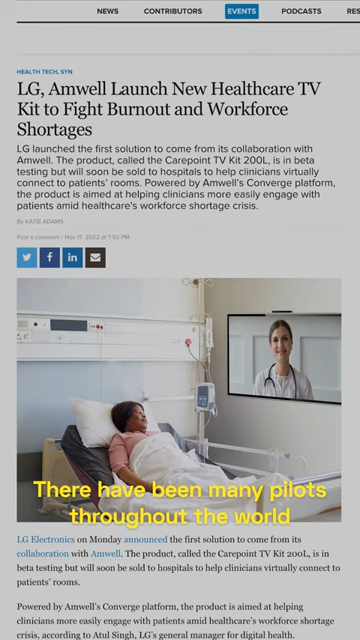 NEWS CONTRIBUTORS EVENTS PODCASTS RES
HEALTH TECH, SYN
LG, Amwell Launch New Healthcare TV
Kit to Fight Burnout and Workforce
Shortages
LG launched the first solution to come from its collaboration with
Amwell. The product, called the Carepoint TV Kit 200L, is in beta
testing but will soon be sold to hospitals to help clinicians virtually
connect to patients' rooms. Powered by Amwell's Converge platform,
the product is aimed at helping clinicians more easily engage with
patients amid healthcare's workforce shortage crisis.
By KATIE ADAMS
Post a comment / Nov 17, 2022 at 7:02 PM
There have been many pilots
throughout the world
LG Electronics on Monday announced the first solution to come from its
collaboration with Amwell. The product, called the Carepoint TV Kit 200L, is in
beta testing but will soon be sold to hospitals to help clinicians virtually connect to
patients' rooms.
Powered by Amwell's Converge platform, the product is aimed at helping
clinicians more easily engage with patients amid healthcare's workforce shortage
crisis, according to Atul Singh, LG's general manager for digital health.